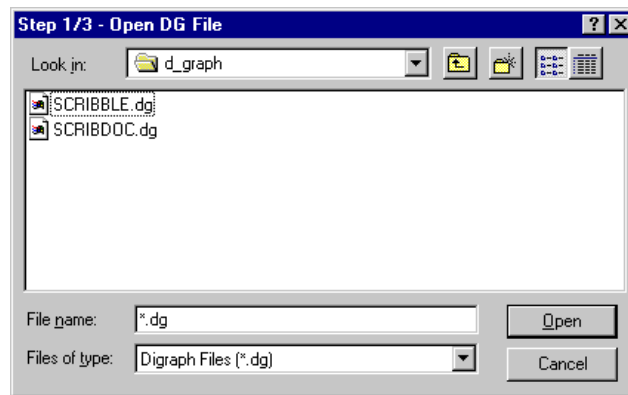 Step 1/3 - Open DG File
Look in: d_graph
SCRIBBLE.dg
SCRIBDOC.dg
File name: *.dg Open
Files of type: Digraph Files (*.dg) Cancel